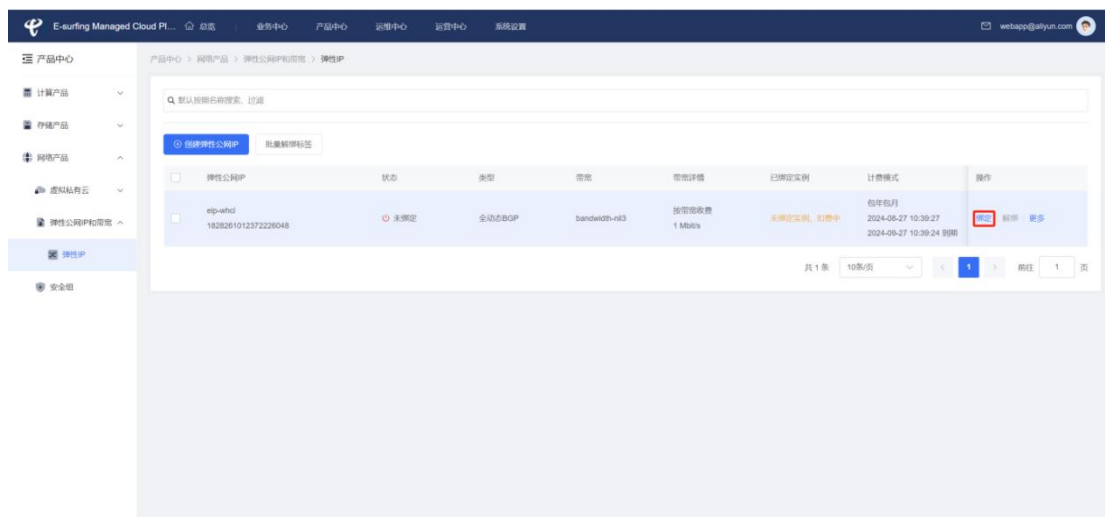 E-surfing Managed Cloud Pl... 总览 业务中心 产品中心 运维中心 运营中心 系统设置 webapp@aliyun.com
产品中心
产品中心 > 网络产品 > 弹性公网IP和带宽 > 弹性IP
计算产品
默认按照名称搜索、过滤
存储产品
创建弹性公网IP 批量解绑标签
网络产品
弹性公网IP 状态 类型 带宽 带宽详情 已绑定实例 计费模式 操作
虚拟私有云
eip-whcl
1828261012372226048
未绑定 全动态BGP bandwidth-nil3
按带宽收费
1 Mbit/s
未绑定实例，扣费中
包年包月
2024-08-27 10:39:27
2024-09-27 10:39:24 到期
绑定 解绑 更多
弹性公网IP和带宽
弹性IP
共 1 条 10条/页 < 1 > 前往 1 页
安全组